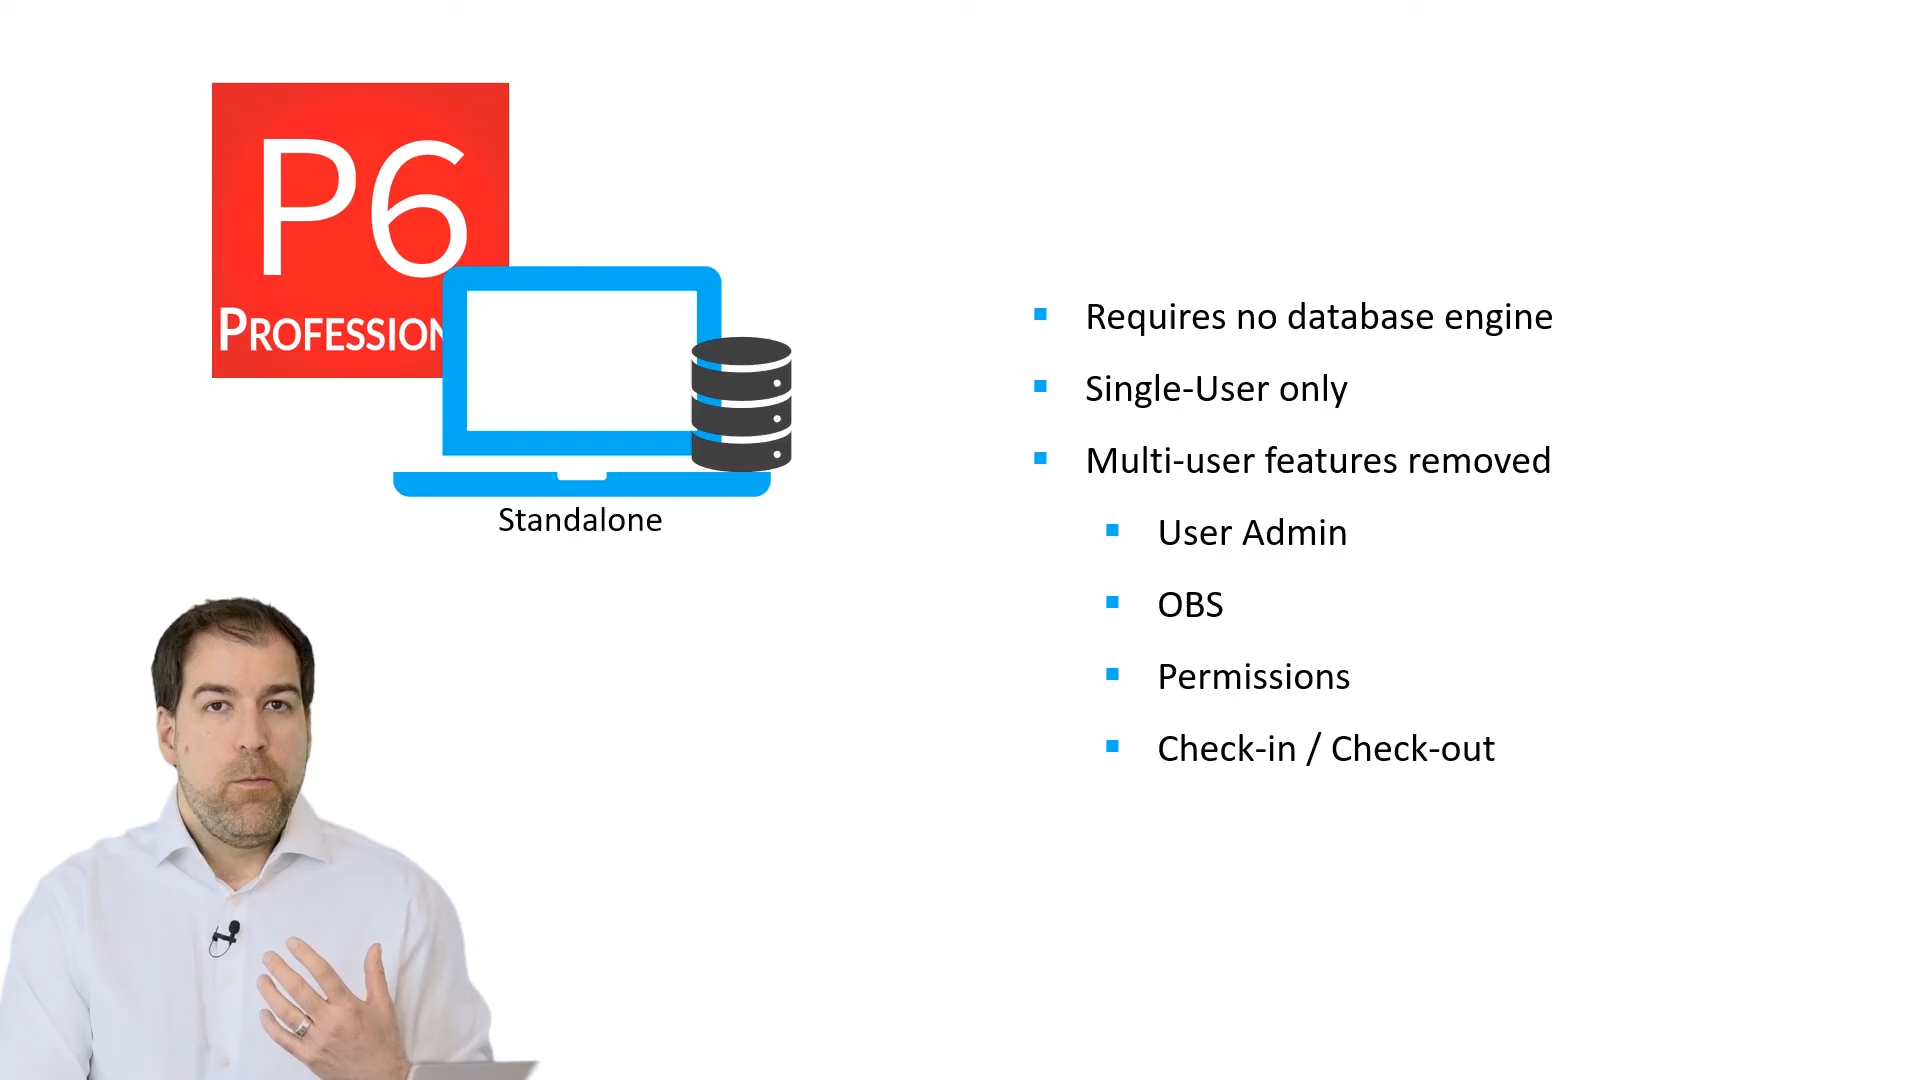 P6
PROFESSION
Standalone
Requires no database engine
Single-User only
Multi-user features removed
User Admin
OBS
Permissions
Check-in / Check-out